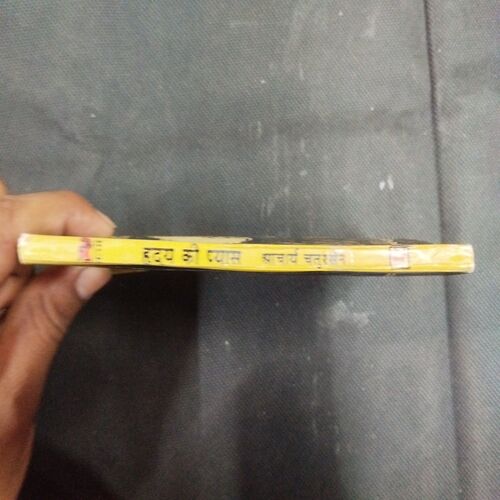 हृदय की प्यास आचार्य चतुरसेन